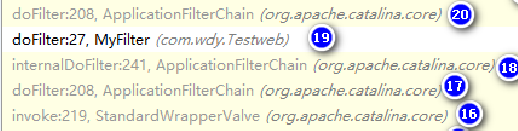 doFilter:208, ApplicationFilterChain (org.apache.catalina.core) 20
doFilter:27, MyFilter (com.wdy.Testweb) 19
internalDoFilter:241, ApplicationFilterChain (org.apache.catalina.core) 18
doFilter:208, ApplicationFilterChain (org.apache.catalina.core) 17
invoke:219, StandardWrapperValve (org.apache.catalina.core) 16